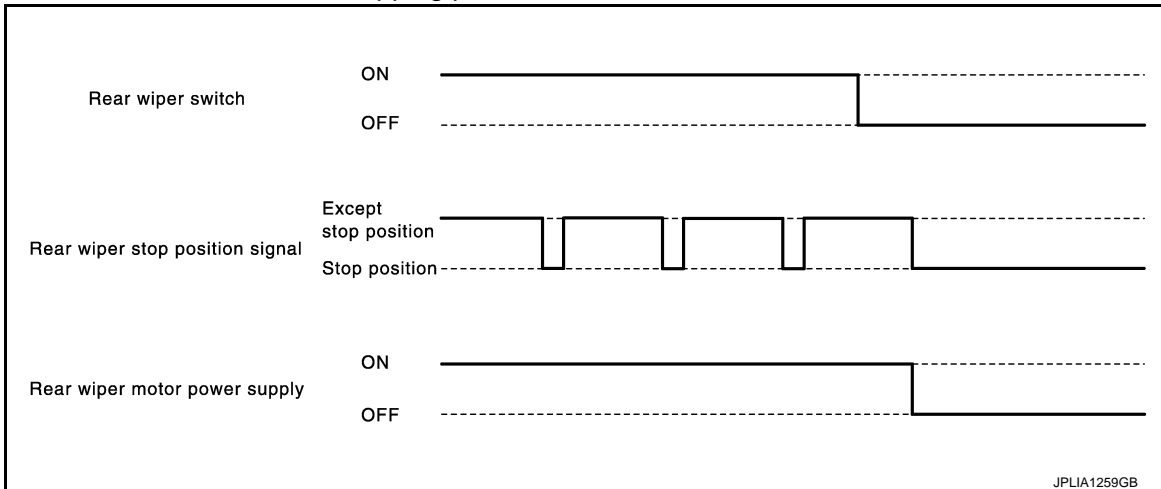 ON
Rear wiper switch
OFF
Except
stop position
Rear wiper stop position signal
Stop position
ON
Rear wiper motor power supply
OFF
JPLIA1259GB